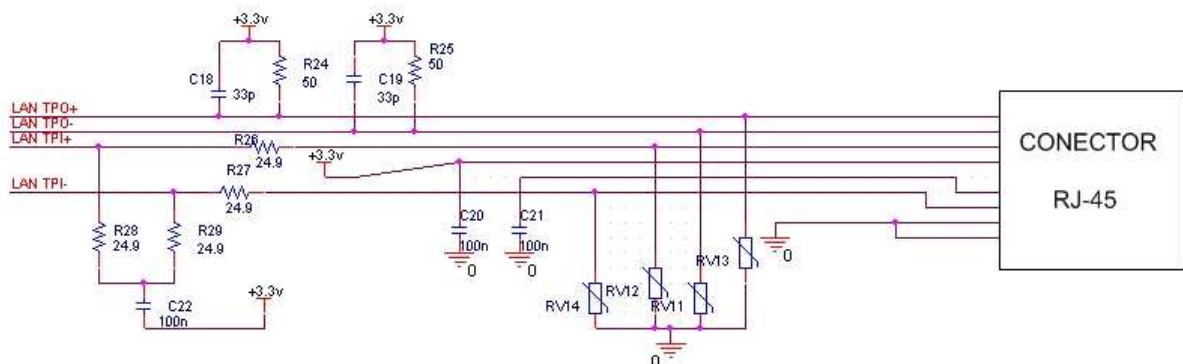 +3.3v
+3.3v
C18
33p
R24
50
C19
33p
R25
50
LAN TPO+
LAN TPO-
LAN TPI+
R26
24.9
+3.3v
LAN TPI-
R27
24.9
CONECTOR
RJ-45
R28
24.9
R29
24.9
C20
100n
0
C21
100n
0
RV13
0
RV14
RV12
RV11
C22
100n
+3.3v
0